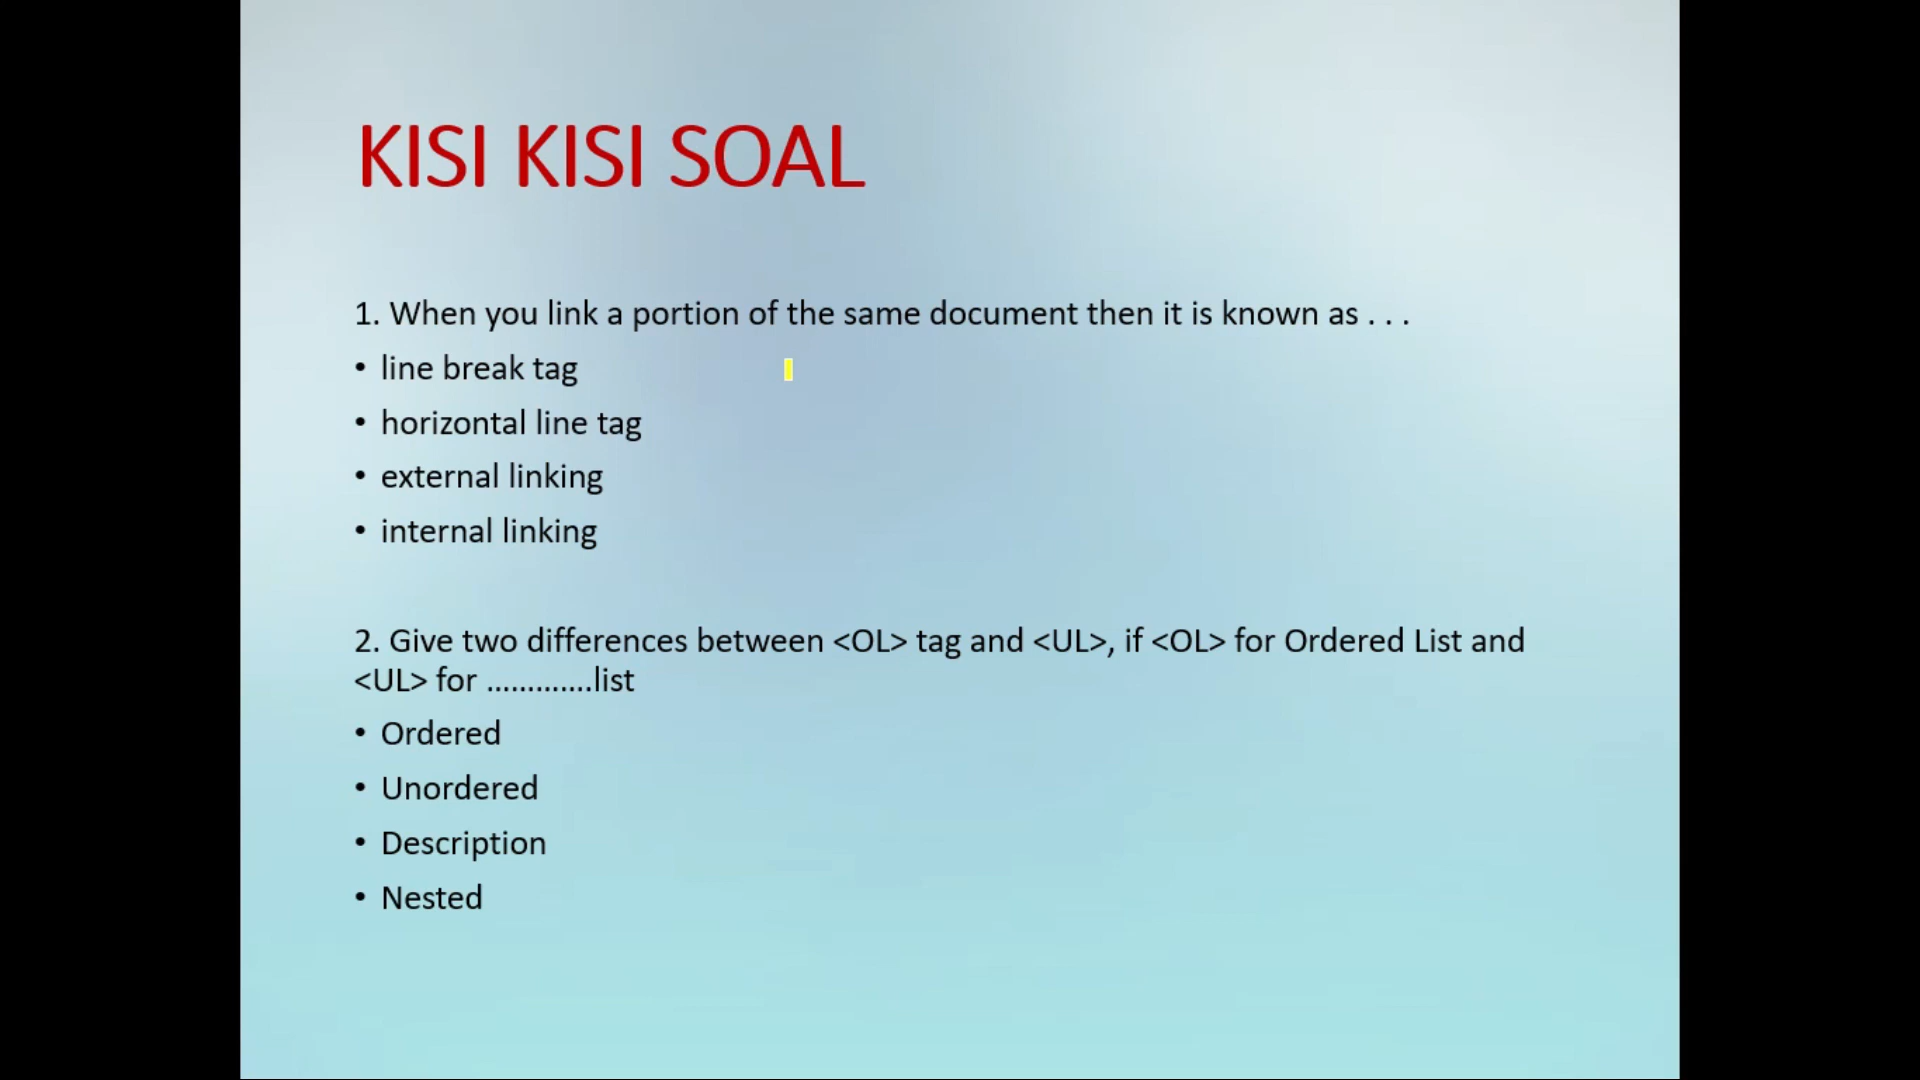 KISI KISI SOAL
1. When you link a portion of the same document then it is known as . . .
• line break tag
• horizontal line tag
• external linking
• internal linking
2. Give two differences between <OL> tag and <UL>, if <OL> for Ordered List and
<UL> for .............list
• Ordered
• Unordered
• Description
• Nested